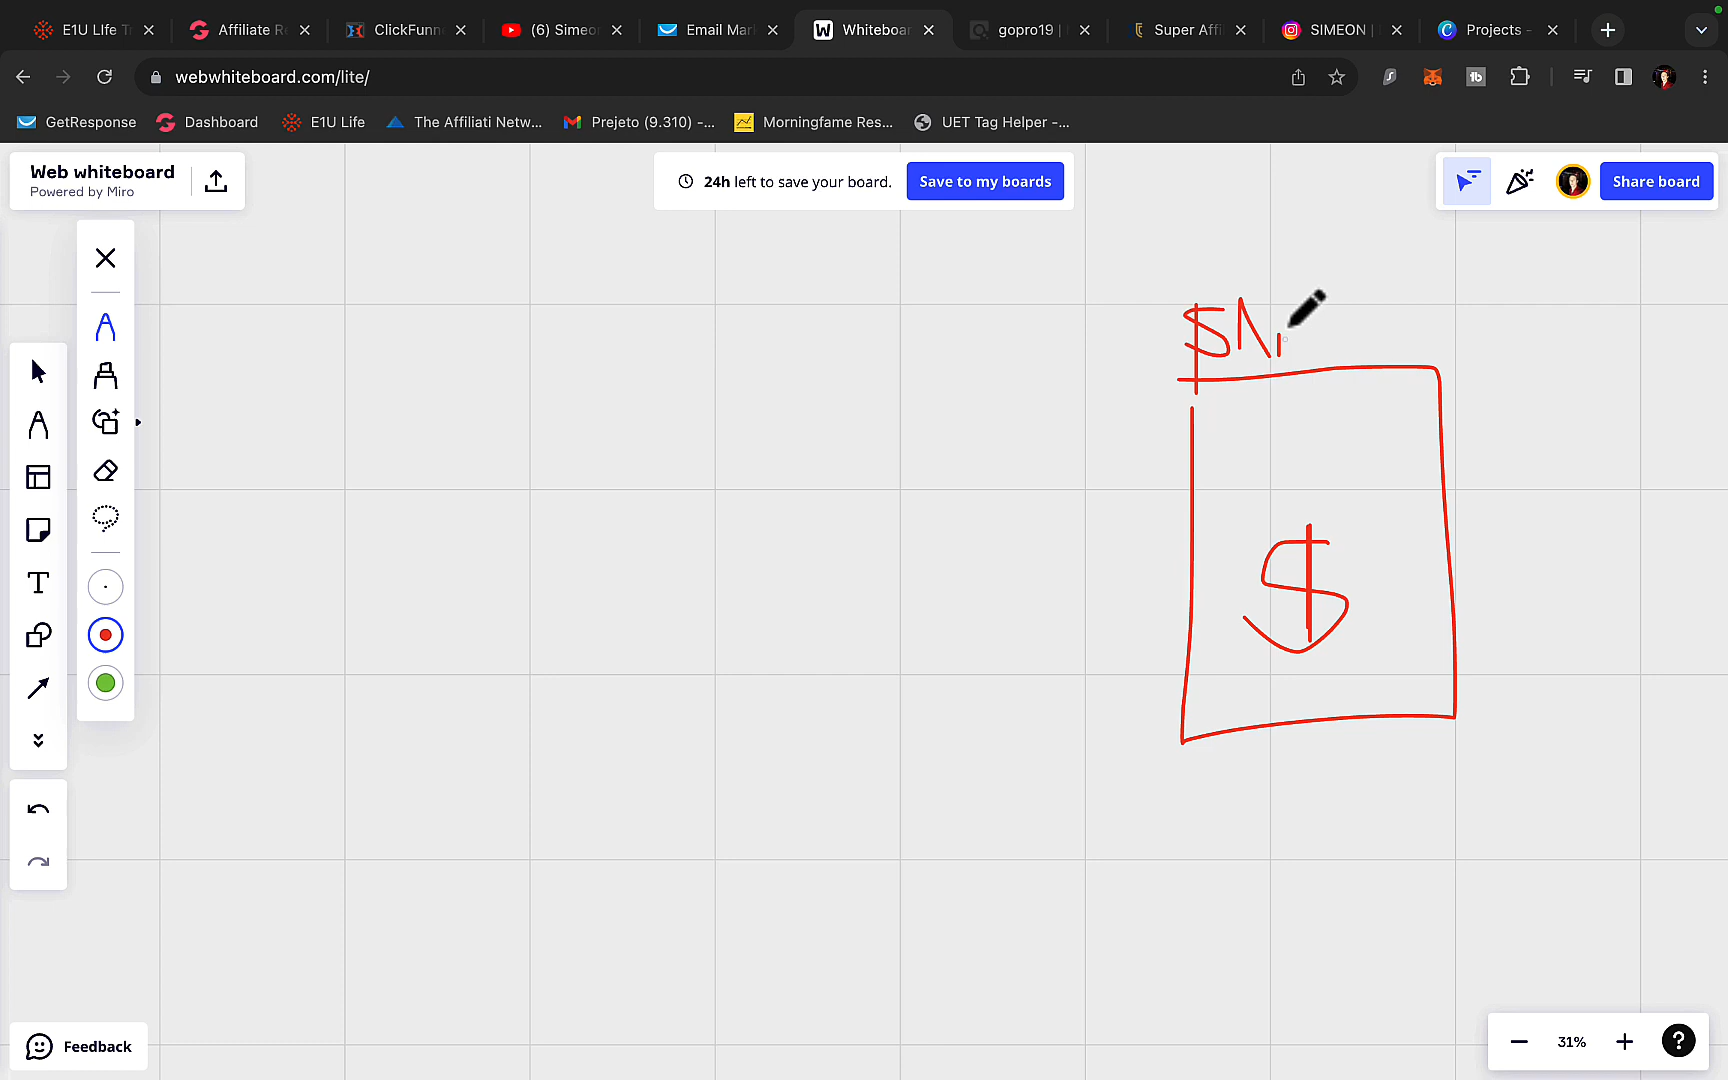 E1U LIfe T
Affiliate Re
ClickFunn
(6) Simeo
Email Mar
Whiteboar
gopro19 |
Super Affi
SIMEON |
Projects -
webwhiteboard.com/lite/
GetResponse
Dashboard
E1U Life
The Affiliati Netw...
Prejeto (9.310) -...
Morningfame Res...
UET Tag Helper -...
Web whiteboard
Powered by Miro
24h left to save your board.
Save to my boards
Share board
$
Feedback
31%